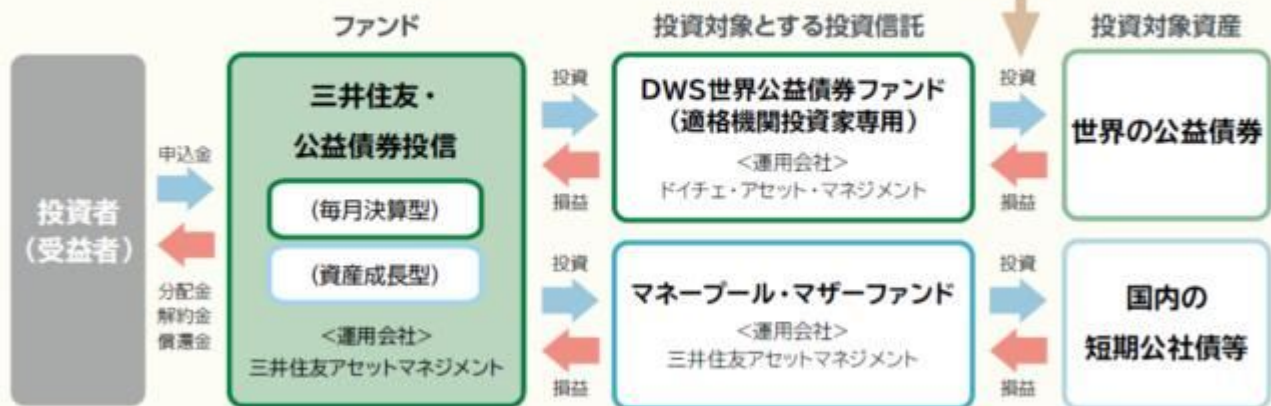 ファンド
投資対象とする投資信託
投資対象資産
投資者
(受益者)
申込金
分配金
解約金
償還金
三井住友・
公益債券投信
(毎月決算型)
(資産成長型)
<運用会社>
三井住友アセットマネジメント
投資
損益
DWS世界公益債券ファンド
(適格機関投資家専用)
<運用会社>
ドイチェ・アセット・マネジメント
投資
損益
世界の公益債券
投資
損益
マネープール・マザーファンド
<運用会社>
三井住友アセットマネジメント
投資
損益
国内の
短期公社債等